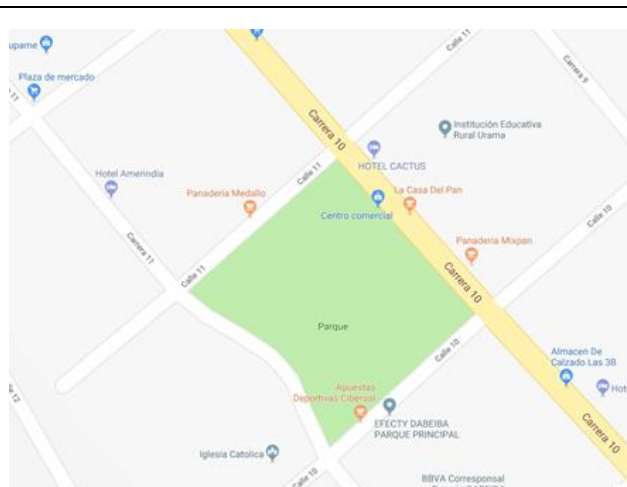 upame
Calle 11
Plaza de mercado
Carrera 9
11
Carrera 10
Institución Educativa
Rural Urama
Hotel Amerindia
Calle 11
HOTEL CACTUS
Panaderia Medallo
La Casa Del Pan
Centro comercial
Calle 10
Carrera 11
Panaderia Mixpan
Calle 11
Carrera 10
Parque
Calle 10
Almacen De
Calzado Las 3B
Apuestas
Deportivas Cibersol
Hot
12
EFECTY DABEIBA
PARQUE PRINCIPAL
Carrera 10
Iglesia Catolica
Calle 10
BBVA Corresponsal